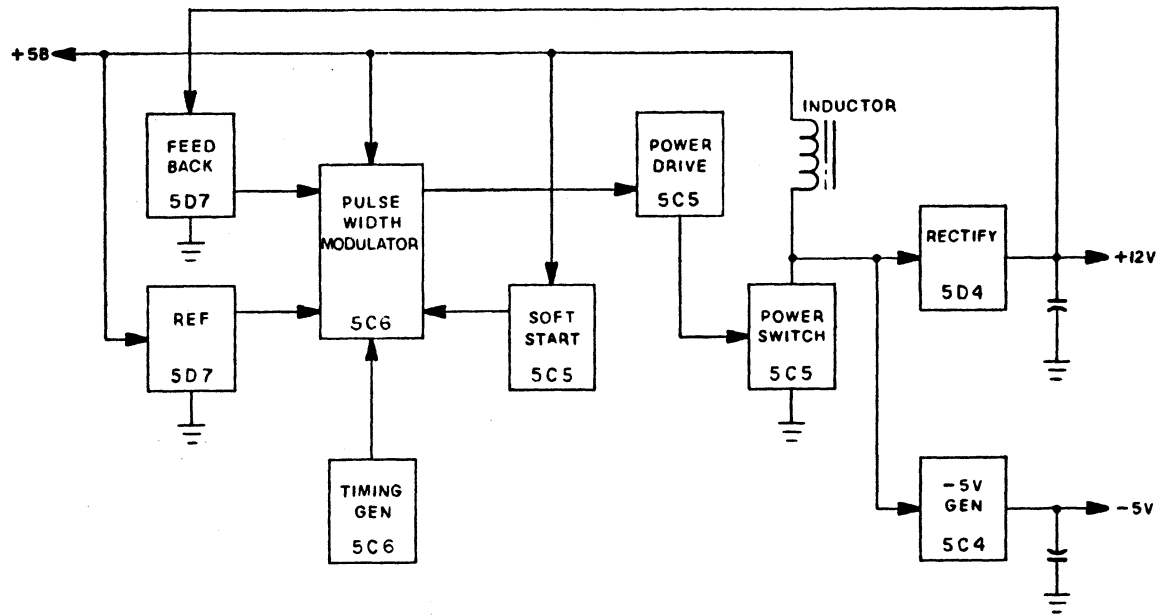 +5B
FEED
BACK
5D7
REF
5D7
PULSE
WIDTH
MODULATOR
5C6
TIMING
GEN
5C6
SOFT
START
5C5
POWER
DRIVE
5C5
INDUCTOR
POWER
SWITCH
5C5
RECTIFY
5D4
+12V
-5V
GEN
5C4
-5V